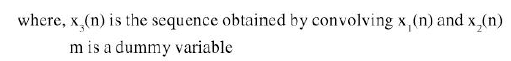 where, x₃(n) is the sequence obtained by convolving x₁(n) and x₂(n)
m is a dummy variable